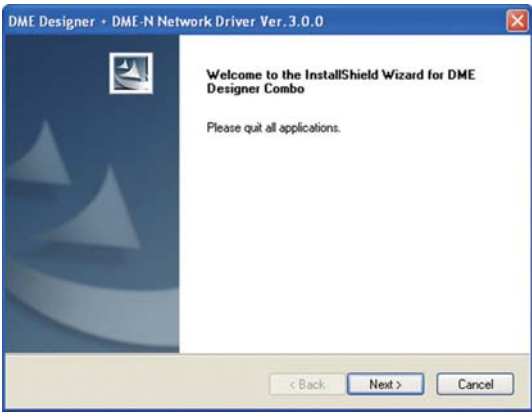 DME Designer + DME-N Network Driver Ver.3.0.0
Welcome to the InstallShield Wizard for DME
Designer Combo
Please quit all applications.
< Back
Next >
Cancel